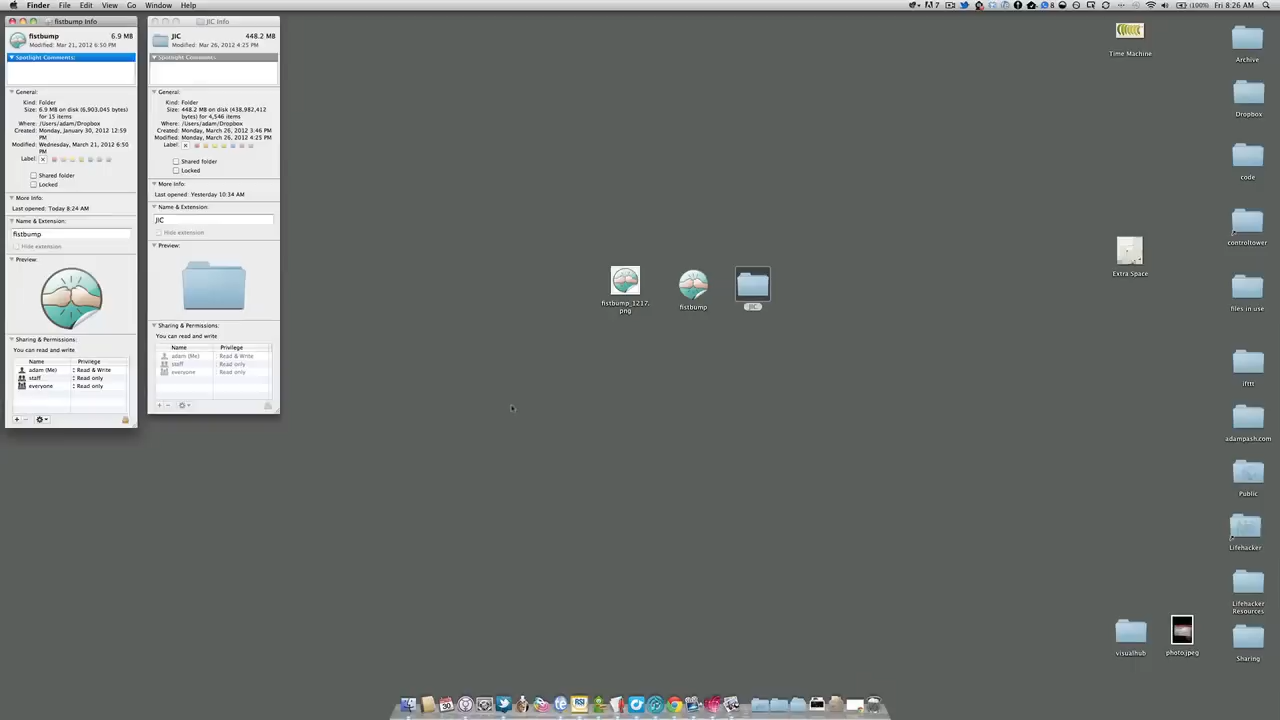 Finder File Edit View Go Window Help
7 8 (100%) Fri 8:26 AM
fistbump Info
fistbump 6.9 MB
Modified: Mar 21, 2012 6:50 PM
Spotlight Comments:
General:
Kind: Folder
Size: 6.9 MB on disk (6,903,045 bytes)
for 15 items
Where: /Users/adam/Dropbox
Created: Monday, January 30, 2012 12:59
PM
Modified: Wednesday, March 21, 2012 6:50
PM
Label:
Shared folder
Locked
More Info:
Last opened: Today 8:24 AM
Name & Extension:
fistbump
Hide extension
Preview:
Sharing & Permissions:
You can read and write
Name Privilege
adam (Me) Read & Write
staff Read only
everyone Read only
JIC Info
JIC 448.2 MB
Modified: Mar 26, 2012 4:25 PM
Spotlight Comments:
General:
Kind: Folder
Size: 448.2 MB on disk (438,982,412
bytes) for 4,546 items
Where: /Users/adam/Dropbox
Created: Monday, March 26, 2012 3:46 PM
Modified: Monday, March 26, 2012 4:25 PM
Label:
Shared folder
Locked
More Info:
Last opened: Yesterday 10:34 AM
Name & Extension:
JIC
Hide extension
Preview:
Sharing & Permissions:
You can read and write
Name Privilege
adam (Me) Read & Write
staff Read only
everyone Read only
fistbump_1217.
png
fistbump
JIC
Time Machine
Extra Space
visualhub
photo.jpeg
Archive
Dropbox
code
controltower
files in use
ifttt
adampash.com
Public
Lifehacker
Lifehacker
Resources
Sharing